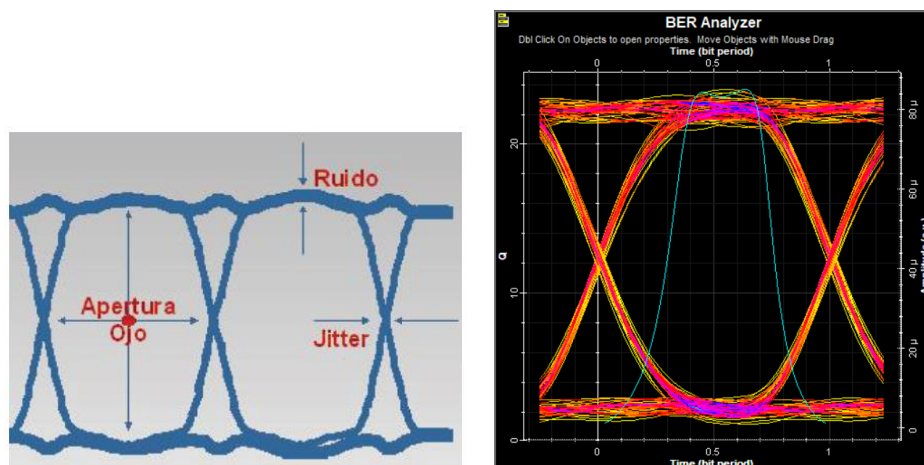 Ruido
Apertura
Ojo
Jitter
BER Analyzer
Dbl Click On Objects to open properties. Move Objects with Mouse Drag
Time (bit period)
0 0.5 1
Q
20
10
0
80 µ
60 µ
40 µ
20 µ
0
0 0.5 1
Time (bit period)